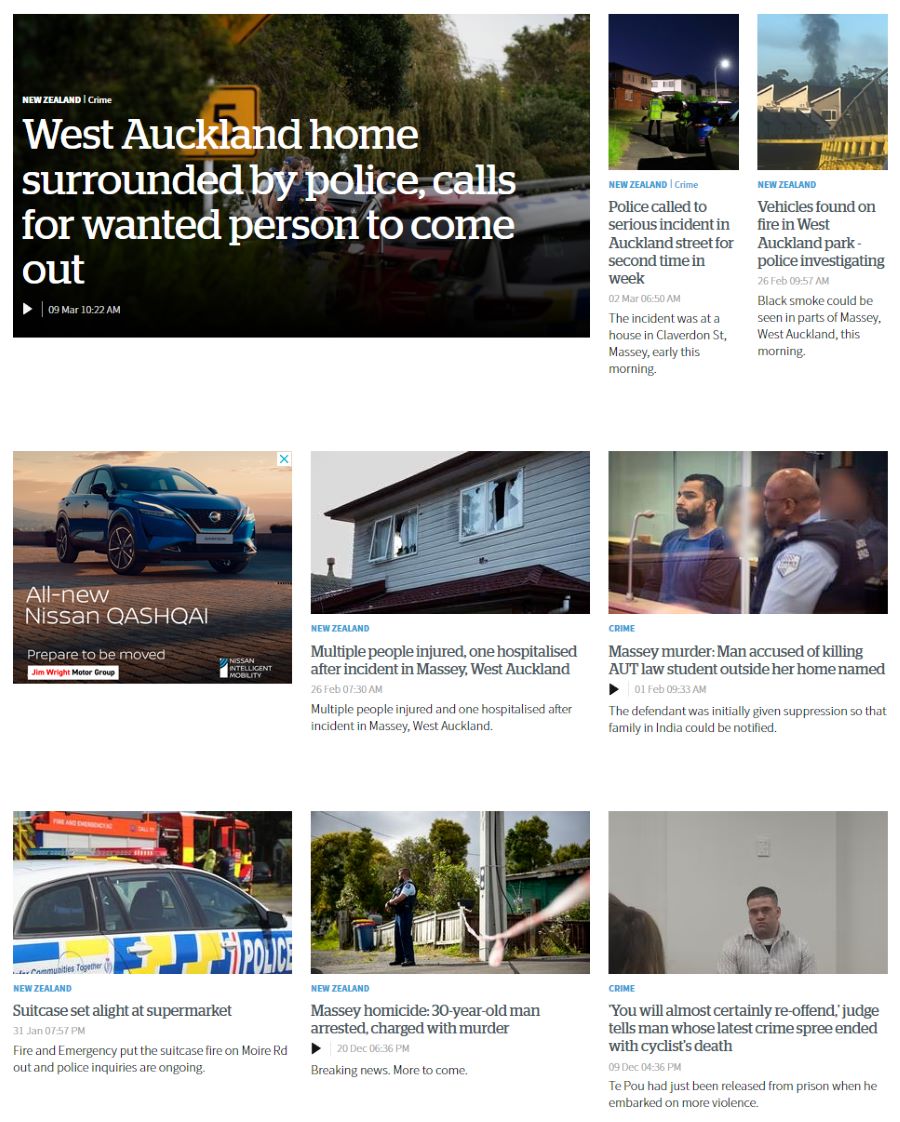 NEW ZEALAND | Crime
5
West Auckland home
surrounded by police, calls
for wanted person to come
out
09 Mar 10:22 AM
NEW ZEALAND | Crime
Police called to
serious incident in
Auckland street for
second time in
week
02 Mar 06:50 AM
The incident was at a
house in Claverdon St,
Massey, early this
morning.
NEW ZEALAND
Vehicles found on
fire in West
Auckland park -
police investigating
26 Feb 09:57 AM
Black smoke could be
seen in parts of Massey,
West Auckland, this
morning.
All-new
Nissan QASHQAI
Prepare to be moved
Jim Wright Motor Group
NISSAN
INTELLIGENT
MOBILITY
NEW ZEALAND
Multiple people injured, one hospitalised
after incident in Massey, West Auckland
26 Feb 07:30 AM
Multiple people injured and one hospitalised after
incident in Massey, West Auckland.
CRIME
Massey murder: Man accused of killing
AUT law student outside her home named
01 Feb 09:33 AM
The defendant was initially given suppression so that
family in India could be notified.
FIRE AND EMERGENCY
POLICE
Communities Together
NEW ZEALAND
Suitcase set alight at supermarket
31 Jan 07:57 PM
Fire and Emergency put the suitcase fire on Moire Rd
out and police inquiries are ongoing.
NEW ZEALAND
Massey homicide: 30-year-old man
arrested, charged with murder
20 Dec 06:36 PM
Breaking news. More to come.
CRIME
'You will almost certainly re-offend,' judge
tells man whose latest crime spree ended
with cyclist's death
09 Dec 04:36 PM
Te Pou had just been released from prison when he
embarked on more violence.